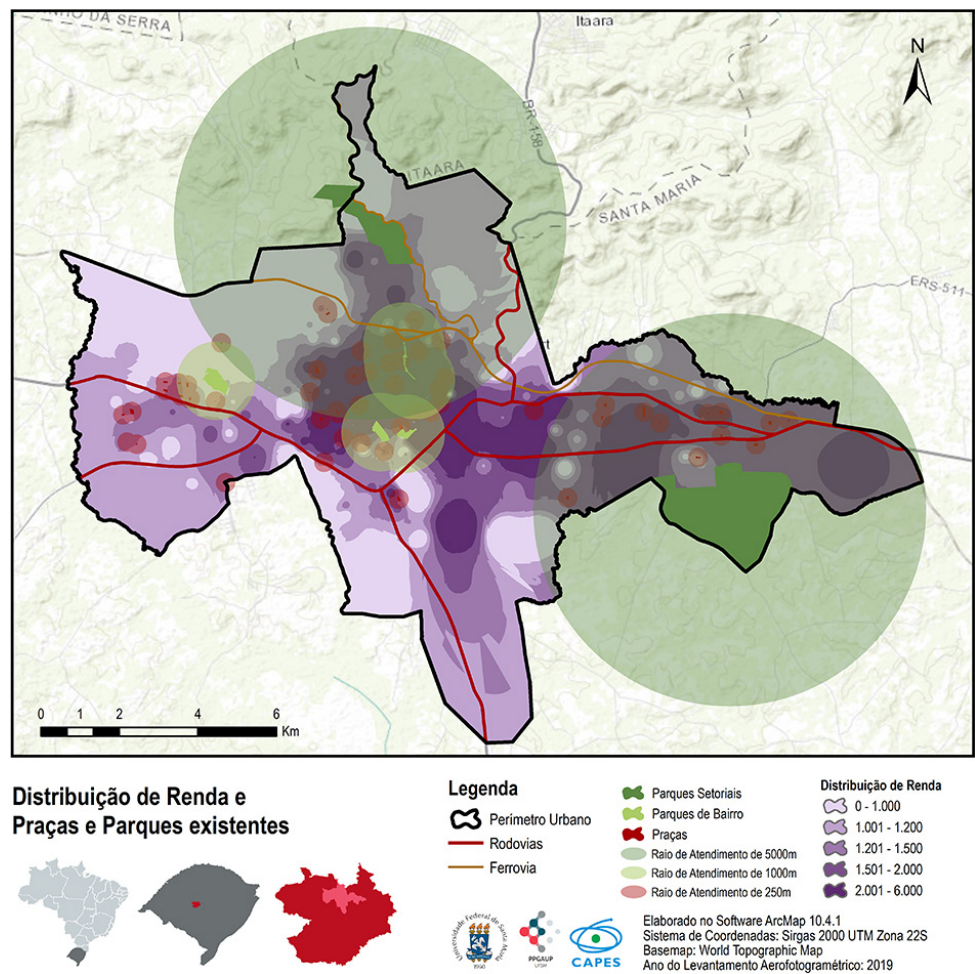 NHO DA SERRA
Itaara
N
BR-158
ITAARA
SANTA MARIA
ERS-511
rt
0 1 2 4 6
Km
Distribuição de Renda e
Praças e Parques existentes
Legenda
Perimetro Urbano
Rodovias
Ferrovia
Parques Setoriais
Parques de Bairro
Praças
Raio de Atendimento de 5000m
Raio de Atendimento de 1000m
Raio de Atendimento de 250m
Distribuição de Renda
0 - 1.000
1.001 - 1.200
1.201 - 1.500
1.501 - 2.000
2.001 - 6.000
Universidade Federal de Santa Maria
1960
PPGAUP
UFSM
CAPES
Elaborado no Software ArcMap 10.4.1
Sistema de Coordenadas: Sirgas 2000 UTM Zona 22S
Basemap: World Topographic Map
Ano do Levantamento Aerofotogramétrico: 2019